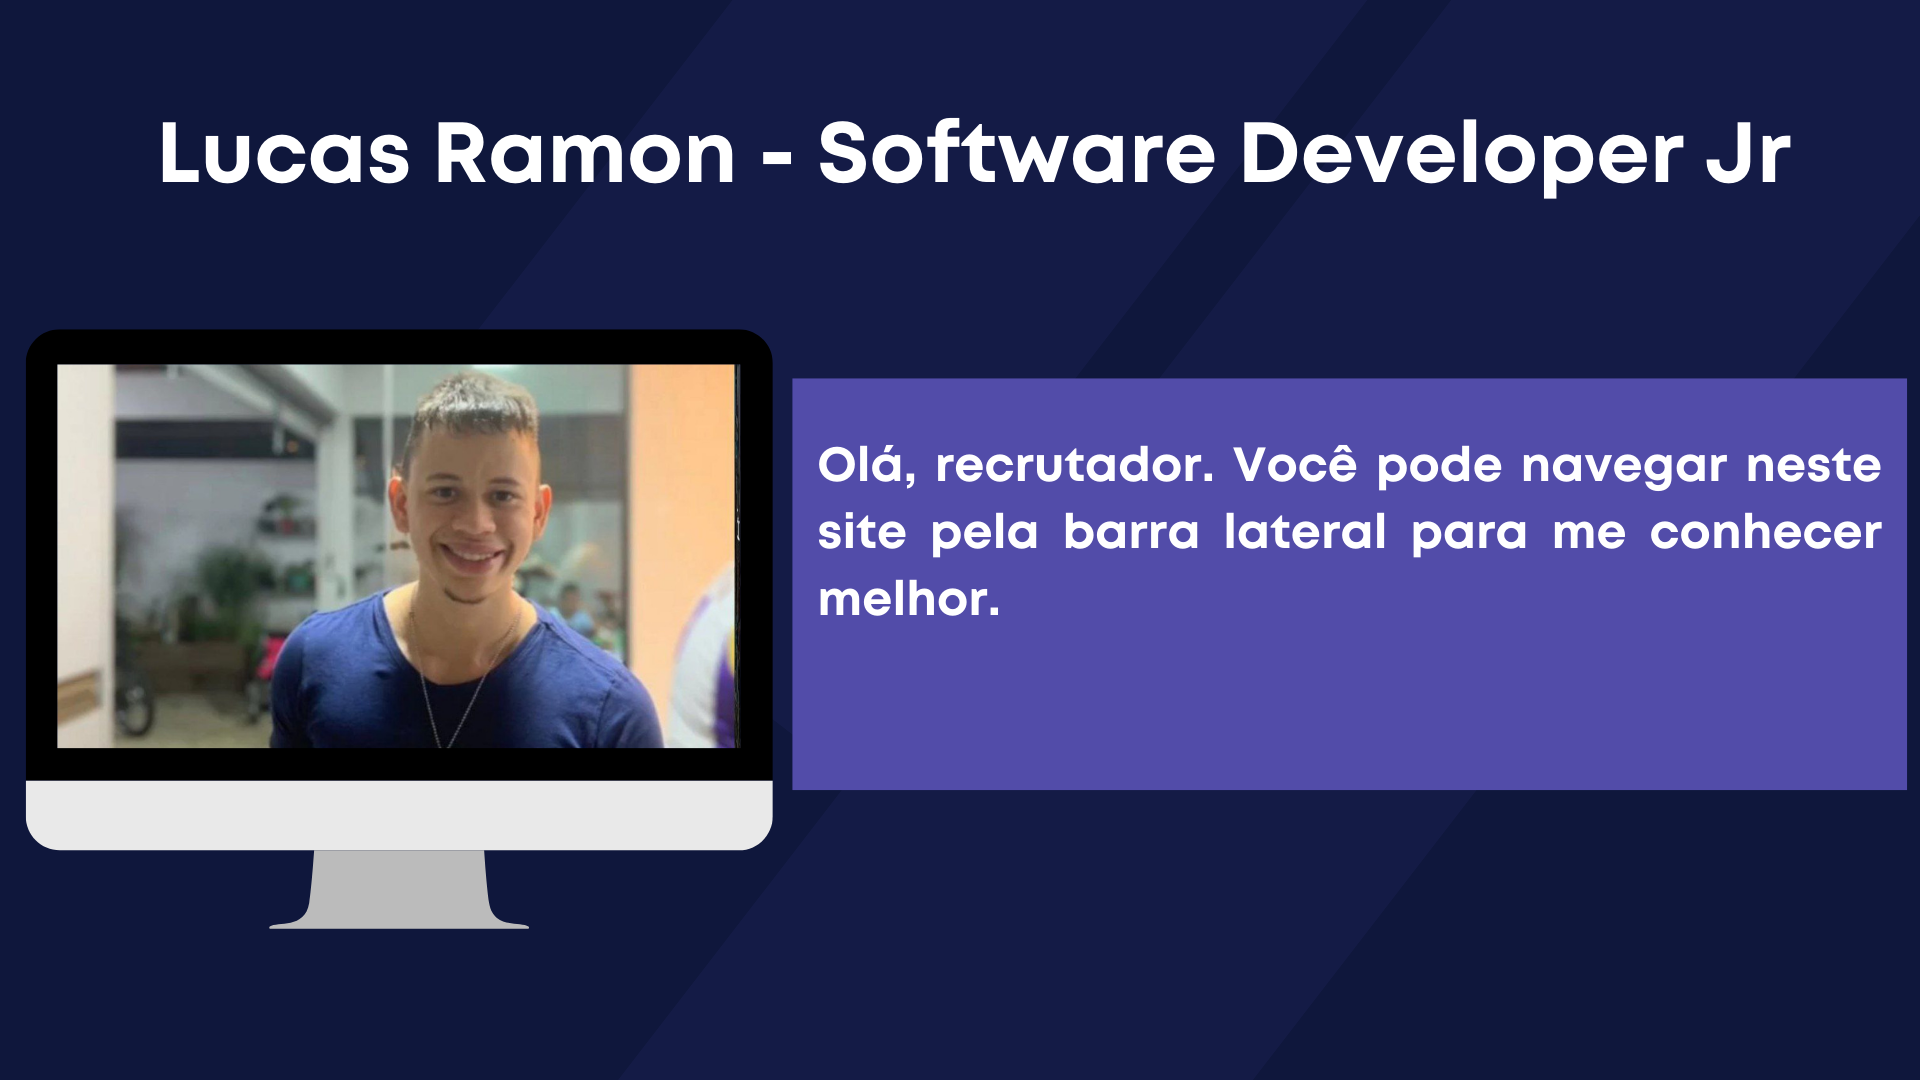 Lucas Ramon - Software Developer Jr
Olá, recrutador. Você pode navegar neste
site pela barra lateral para me conhecer
melhor.